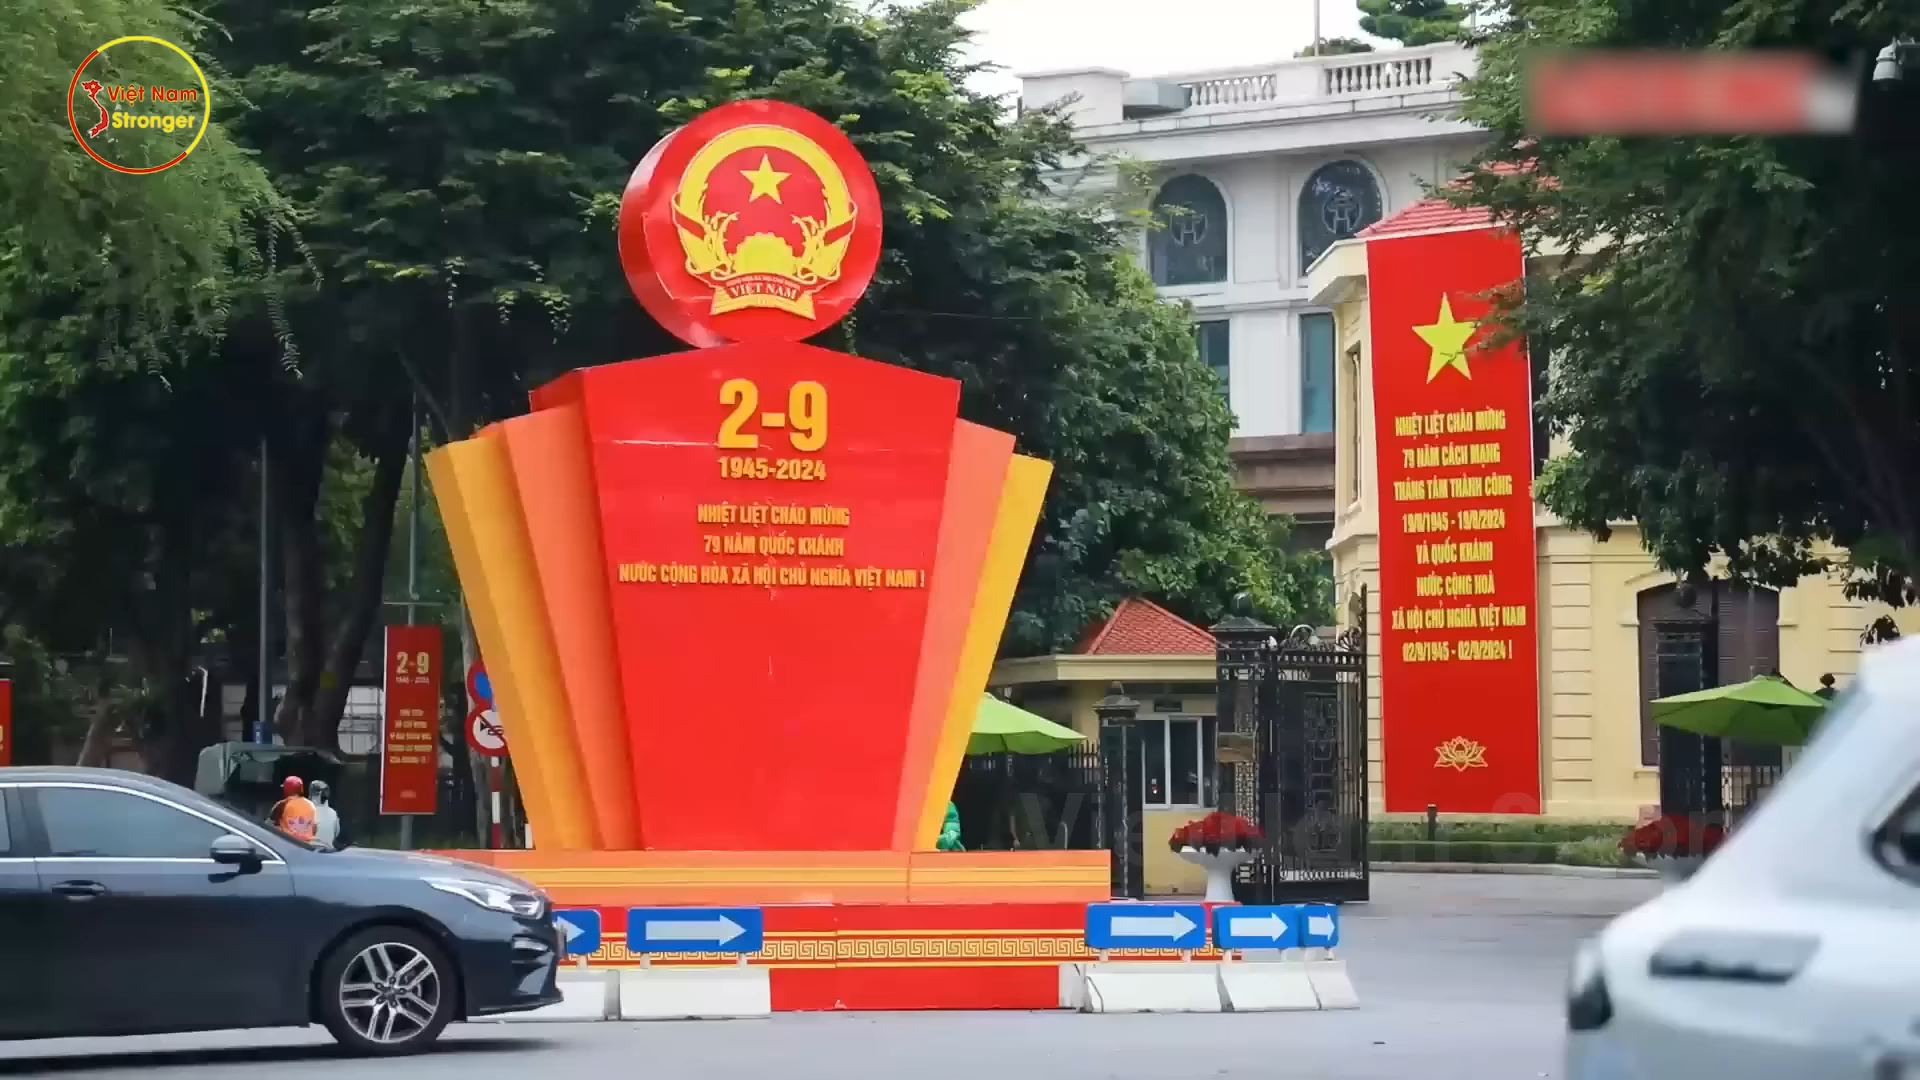 Việt Nam
Stronger
VIỆT NAM
2-9
1945-2024
NHIỆT LIỆT CHÀO MỪNG
79 NĂM QUỐC KHÁNH
NƯỚC CỘNG HÒA XÃ HỘI CHỦ NGHĨA VIỆT NAM !
NHIỆT LIỆT CHÀO MỪNG
79 NĂM CÁCH MẠNG
THÁNG TÁM THÀNH CÔNG
19/8/1945 - 19/8/2024
VÀ QUỐC KHÁNH
NƯỚC CỘNG HOÀ
XÃ HỘI CHỦ NGHĨA VIỆT NAM
02/9/1945 - 02/9/2024 !
2-9
1945 - 2024